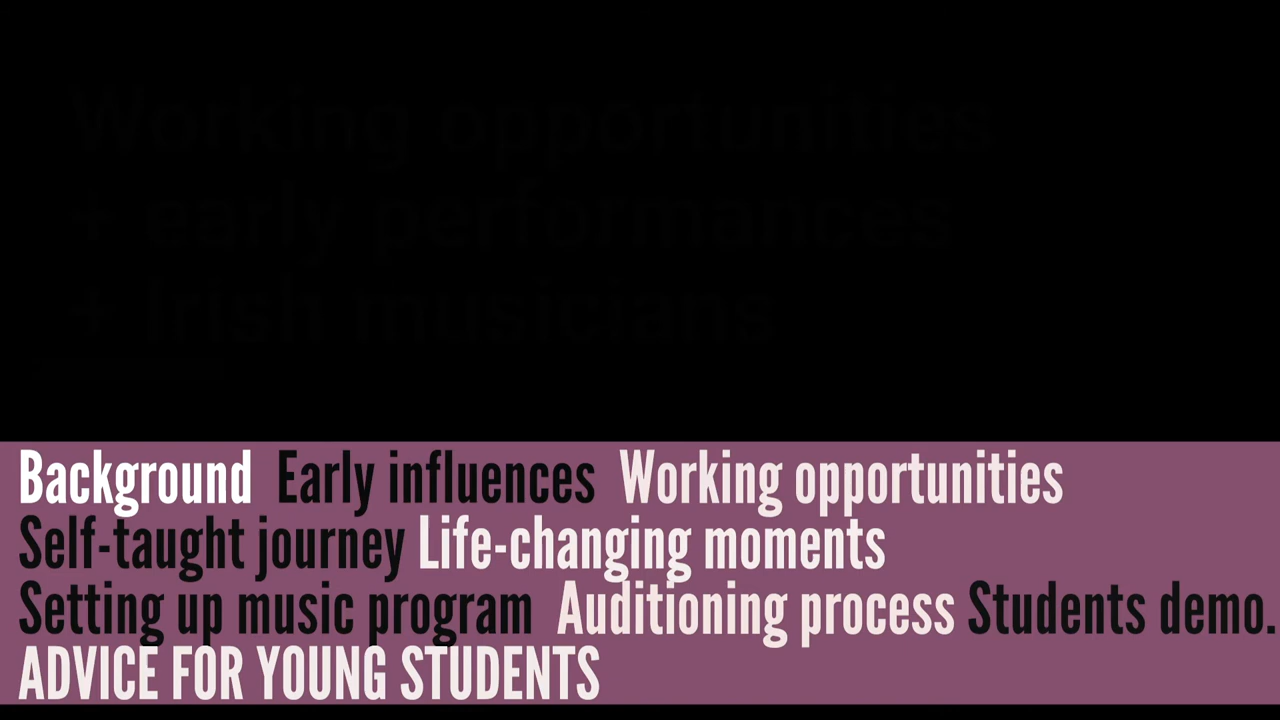 Working opportunities
+ early performances
+ Irish musicians
Background Early influences Working opportunities
Self-taught journey Life-changing moments
Setting up music program Auditioning process Students demo.
ADVICE FOR YOUNG STUDENTS